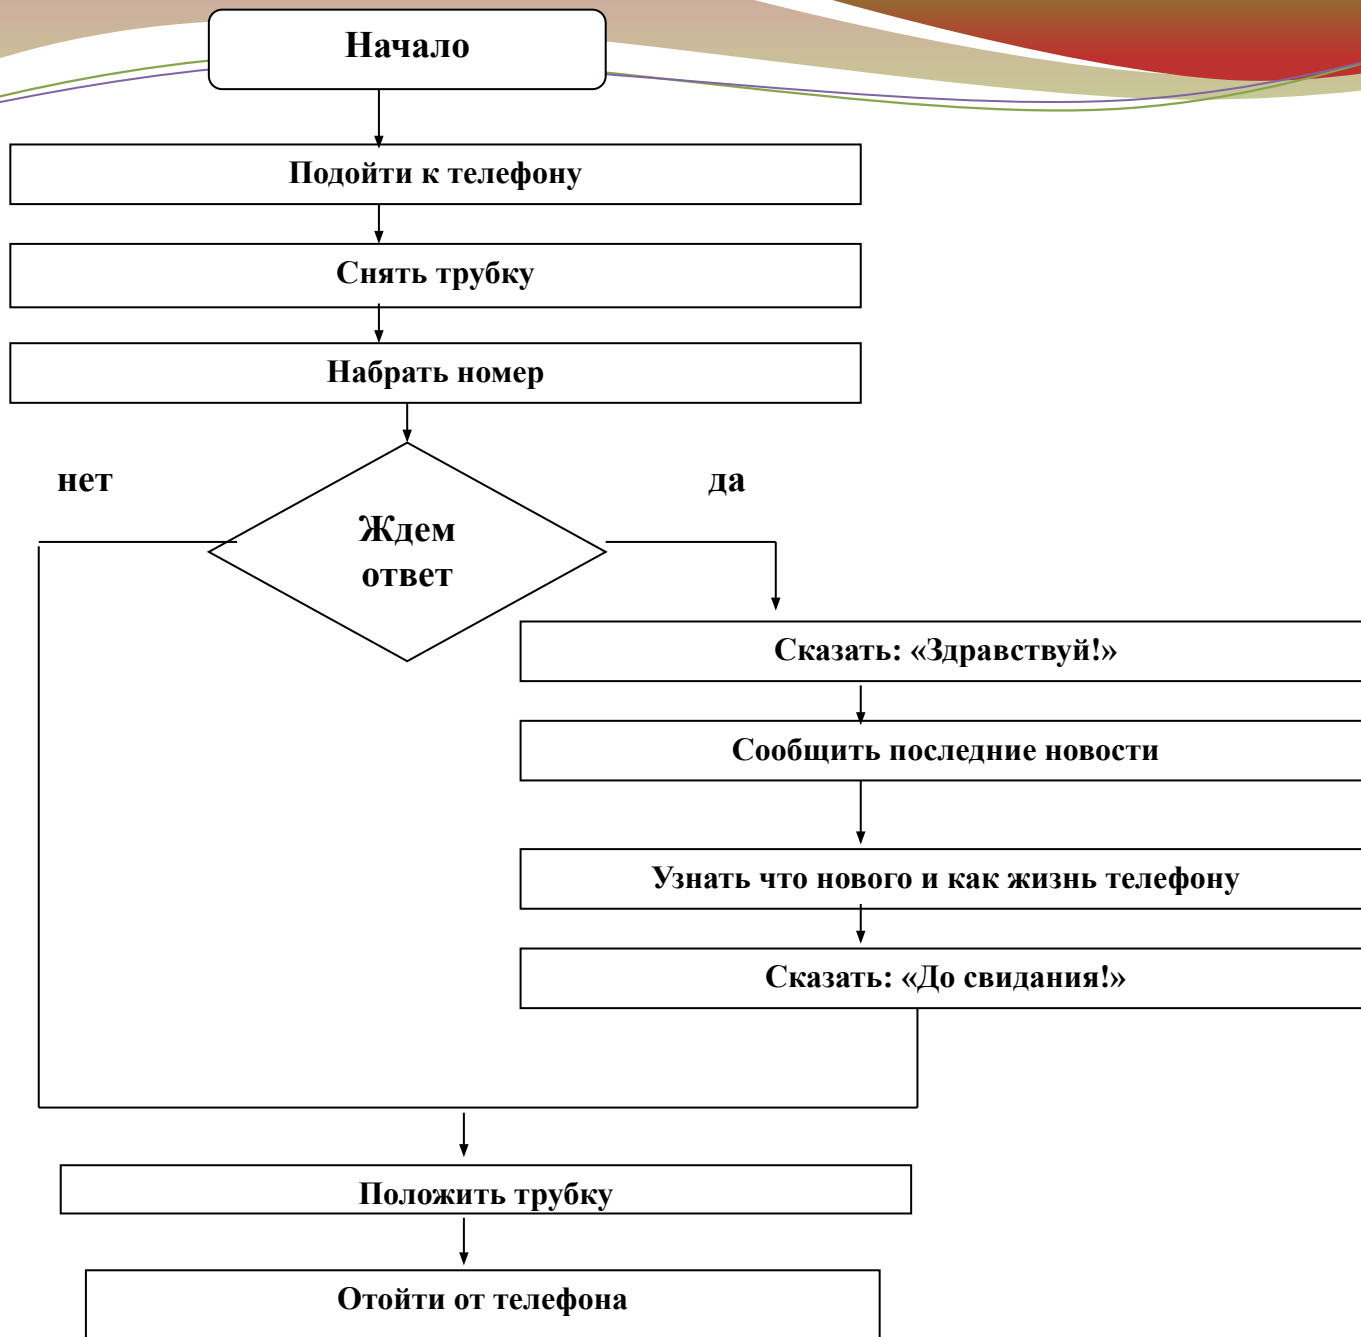 Начало
Подойти к телефону
Снять трубку
Набрать номер
нет
да
Ждем
ответ
Сказать: «Здравствуй!»
Сообщить последние новости
Узнать что нового и как жизнь телефону
Сказать: «До свидания!»
Положить трубку
Отойти от телефона